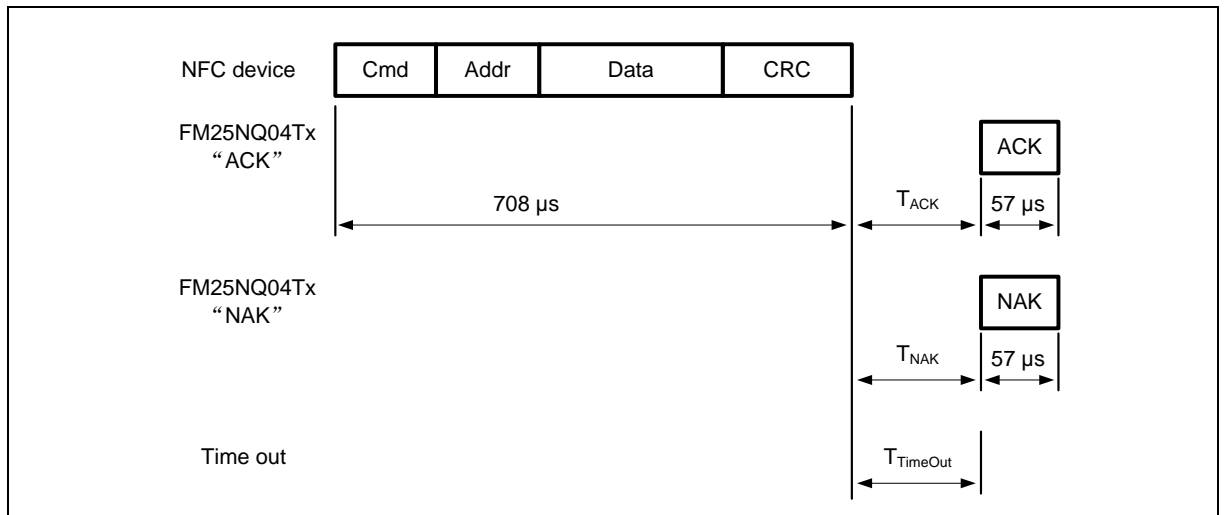 NFC device Cmd Addr Data CRC
FM25NQ04Tx
“ACK”
ACK
708 µs TACK 57 µs
FM25NQ04Tx
“NAK”
NAK
TNAK 57 µs
Time out TTimeOut